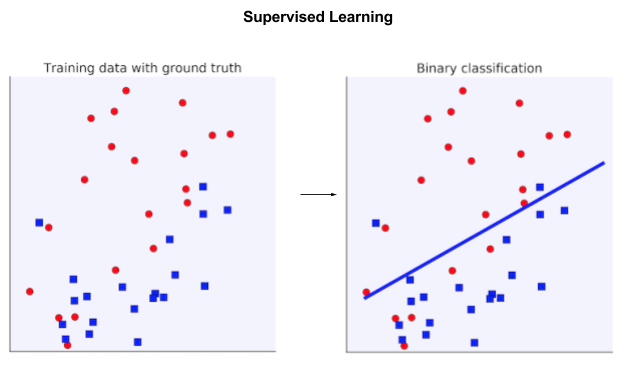 Supervised Learning
Training data with ground truth
Binary classification